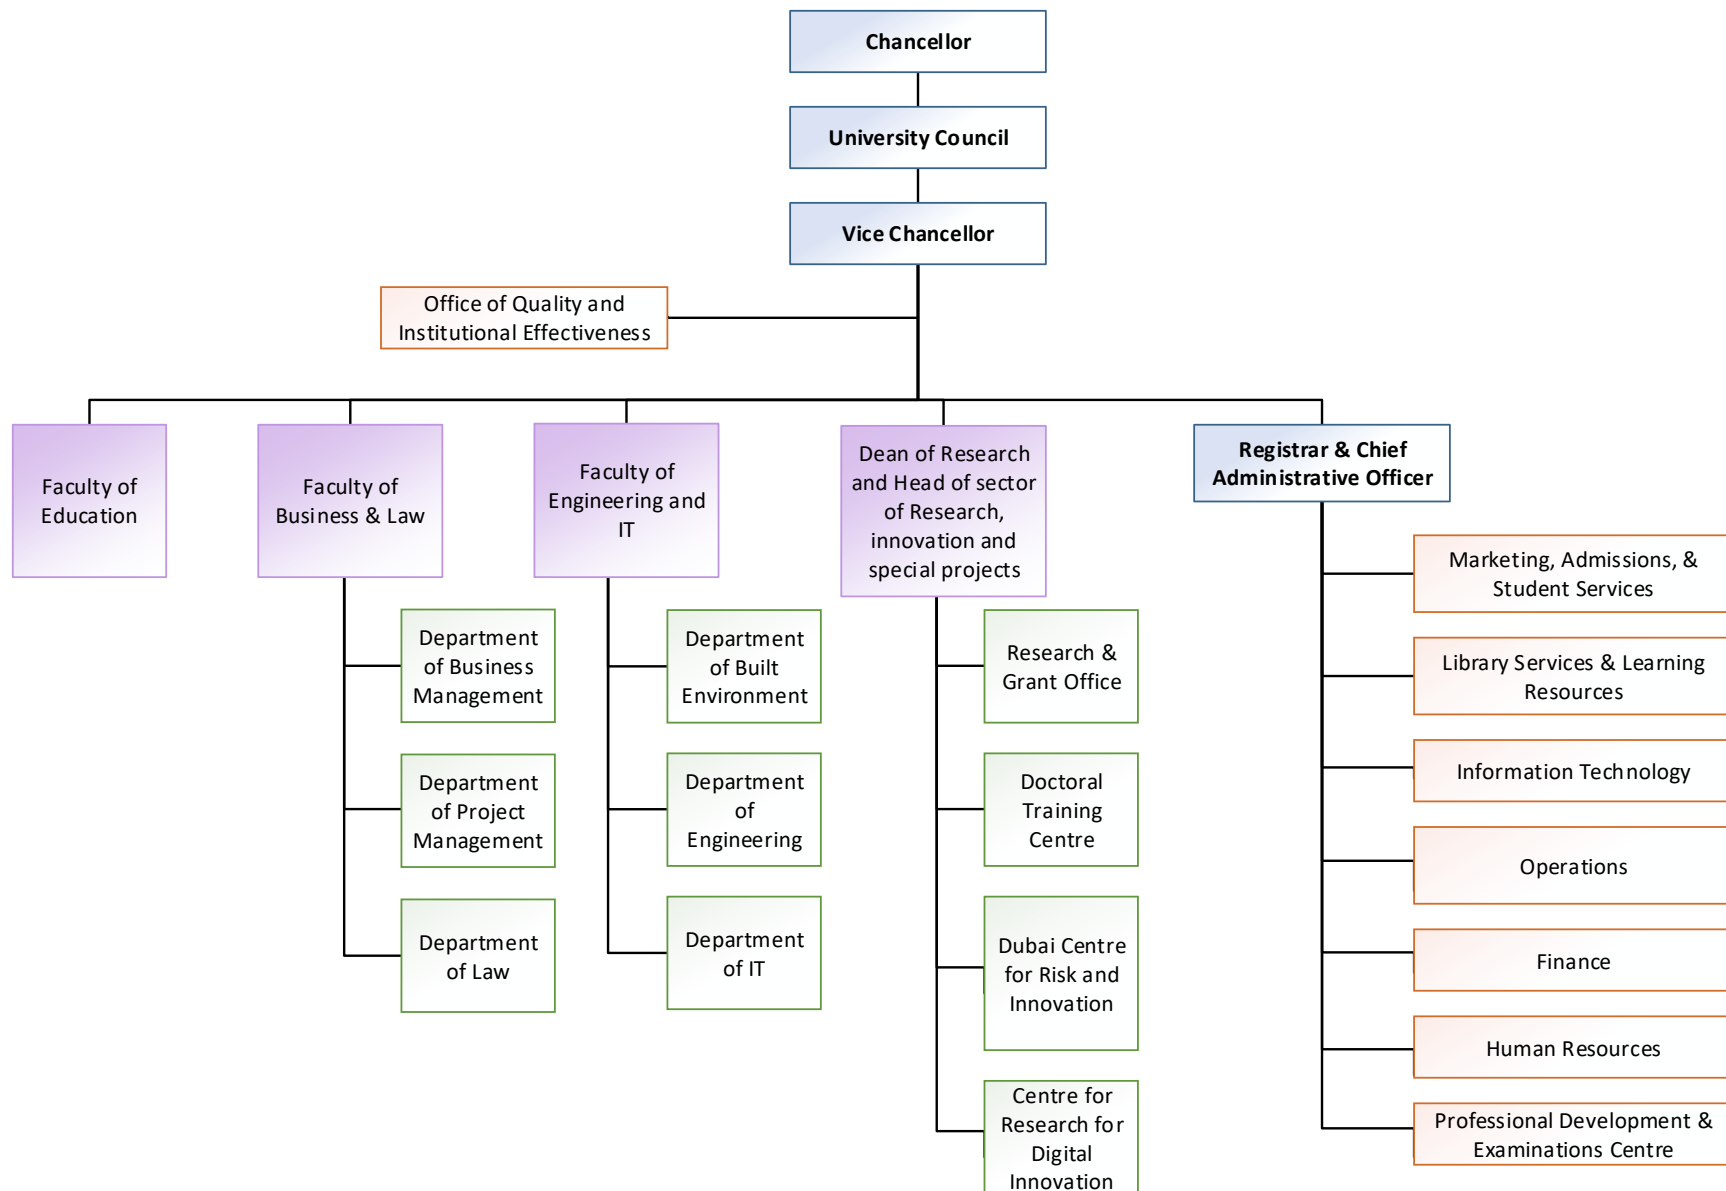 Chancellor
University Council
Vice Chancellor
Office of Quality and
Institutional Effectiveness
Faculty of
Education
Faculty of
Business & Law
Department
of Business
Management
Department
of Project
Management
Department
of Law
Faculty of
Engineering and
IT
Department
of Built
Environment
Department
of
Engineering
Department
of IT
Dean of Research
and Head of sector
of Research,
innovation and
special projects
Research &
Grant Office
Doctoral
Training
Centre
Dubai Centre
for Risk and
Innovation
Centre for
Research for
Digital
Innovation
Registrar & Chief
Administrative Officer
Marketing, Admissions, &
Student Services
Library Services & Learning
Resources
Information Technology
Operations
Finance
Human Resources
Professional Development &
Examinations Centre